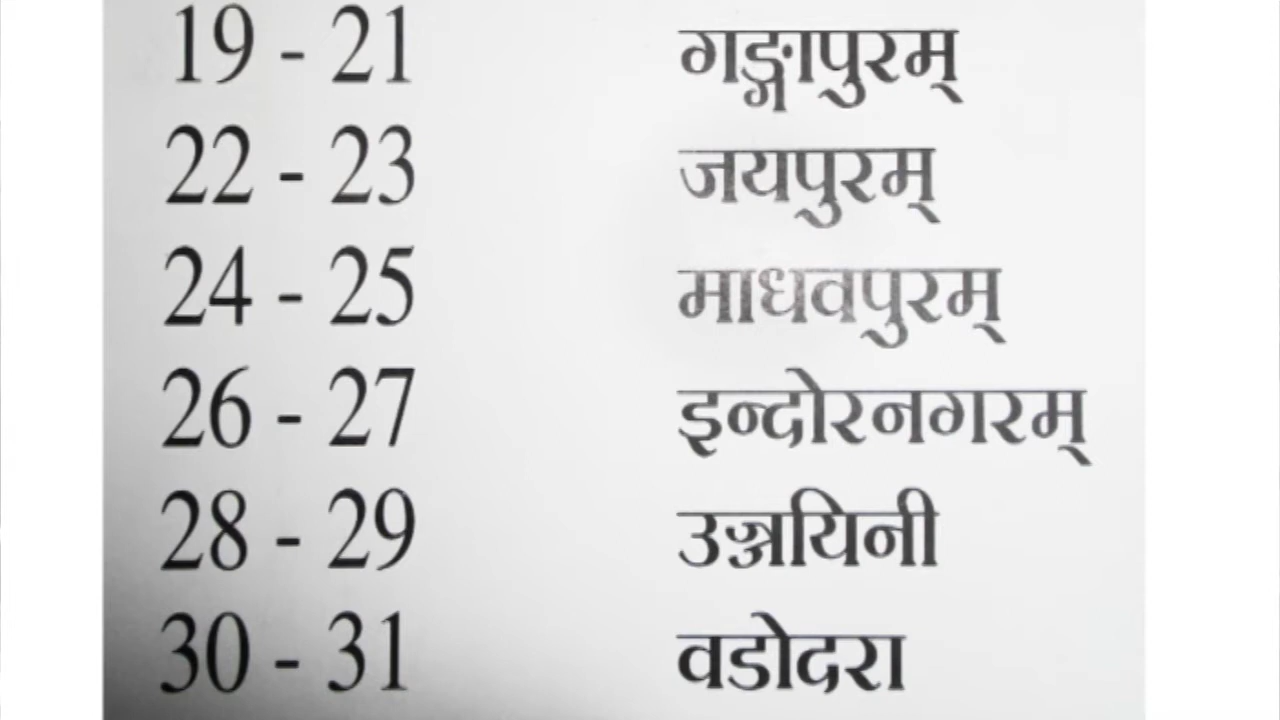 19 - 21 गङ्गापुरम्
22 - 23 जयपुरम्
24 - 25 माधवपुरम्
26 - 27 इन्दोरनगरम्
28 - 29 उज्जयिनी
30 - 31 वडोदरा